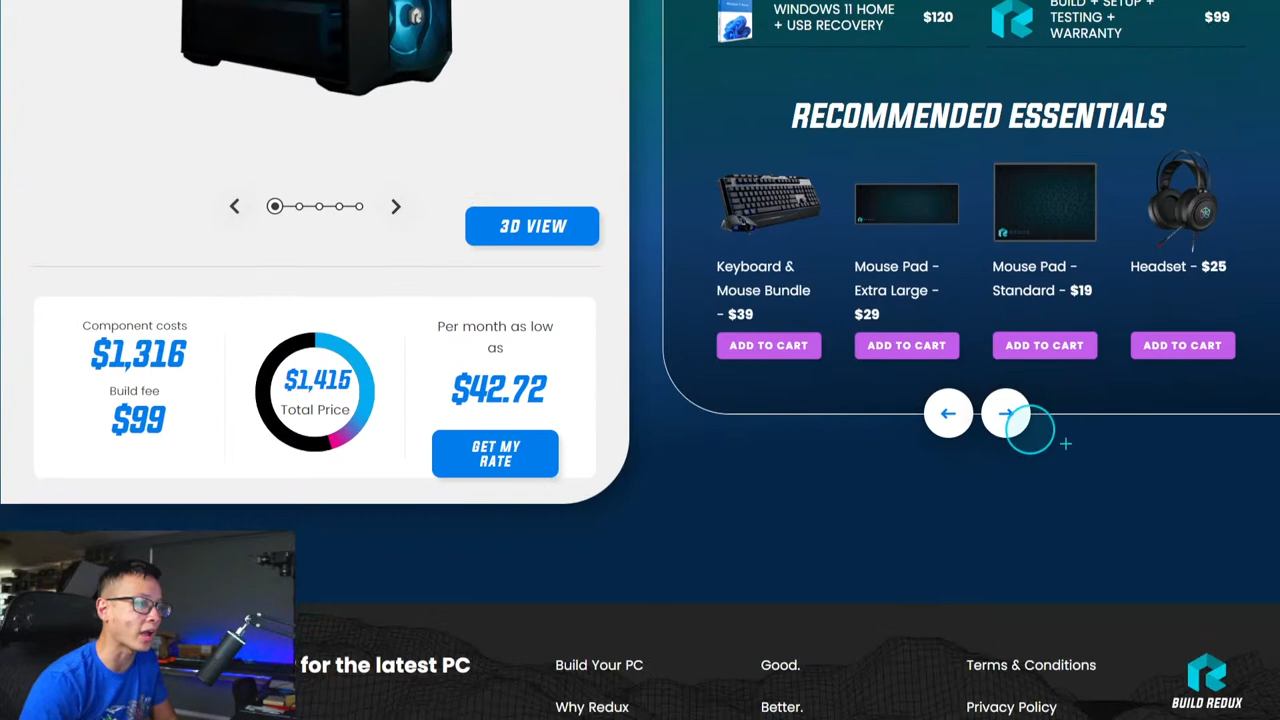 3D VIEW
Component costs
$1,316
Build fee
$99
$1,415
Total Price
Per month as low
as
$42.72
GET MY
RATE
WINDOWS 11 HOME
+ USB RECOVERY
$120
BUILD + SETUP +
TESTING +
WARRANTY
$99
RECOMMENDED ESSENTIALS
Keyboard &
Mouse Bundle
- $39
ADD TO CART
Mouse Pad -
Extra Large -
$29
ADD TO CART
Mouse Pad -
Standard - $19
ADD TO CART
Headset - $25
ADD TO CART
for the latest PC
Build Your PC
Why Redux
Good.
Better.
Terms & Conditions
Privacy Policy
BUILD REDUX